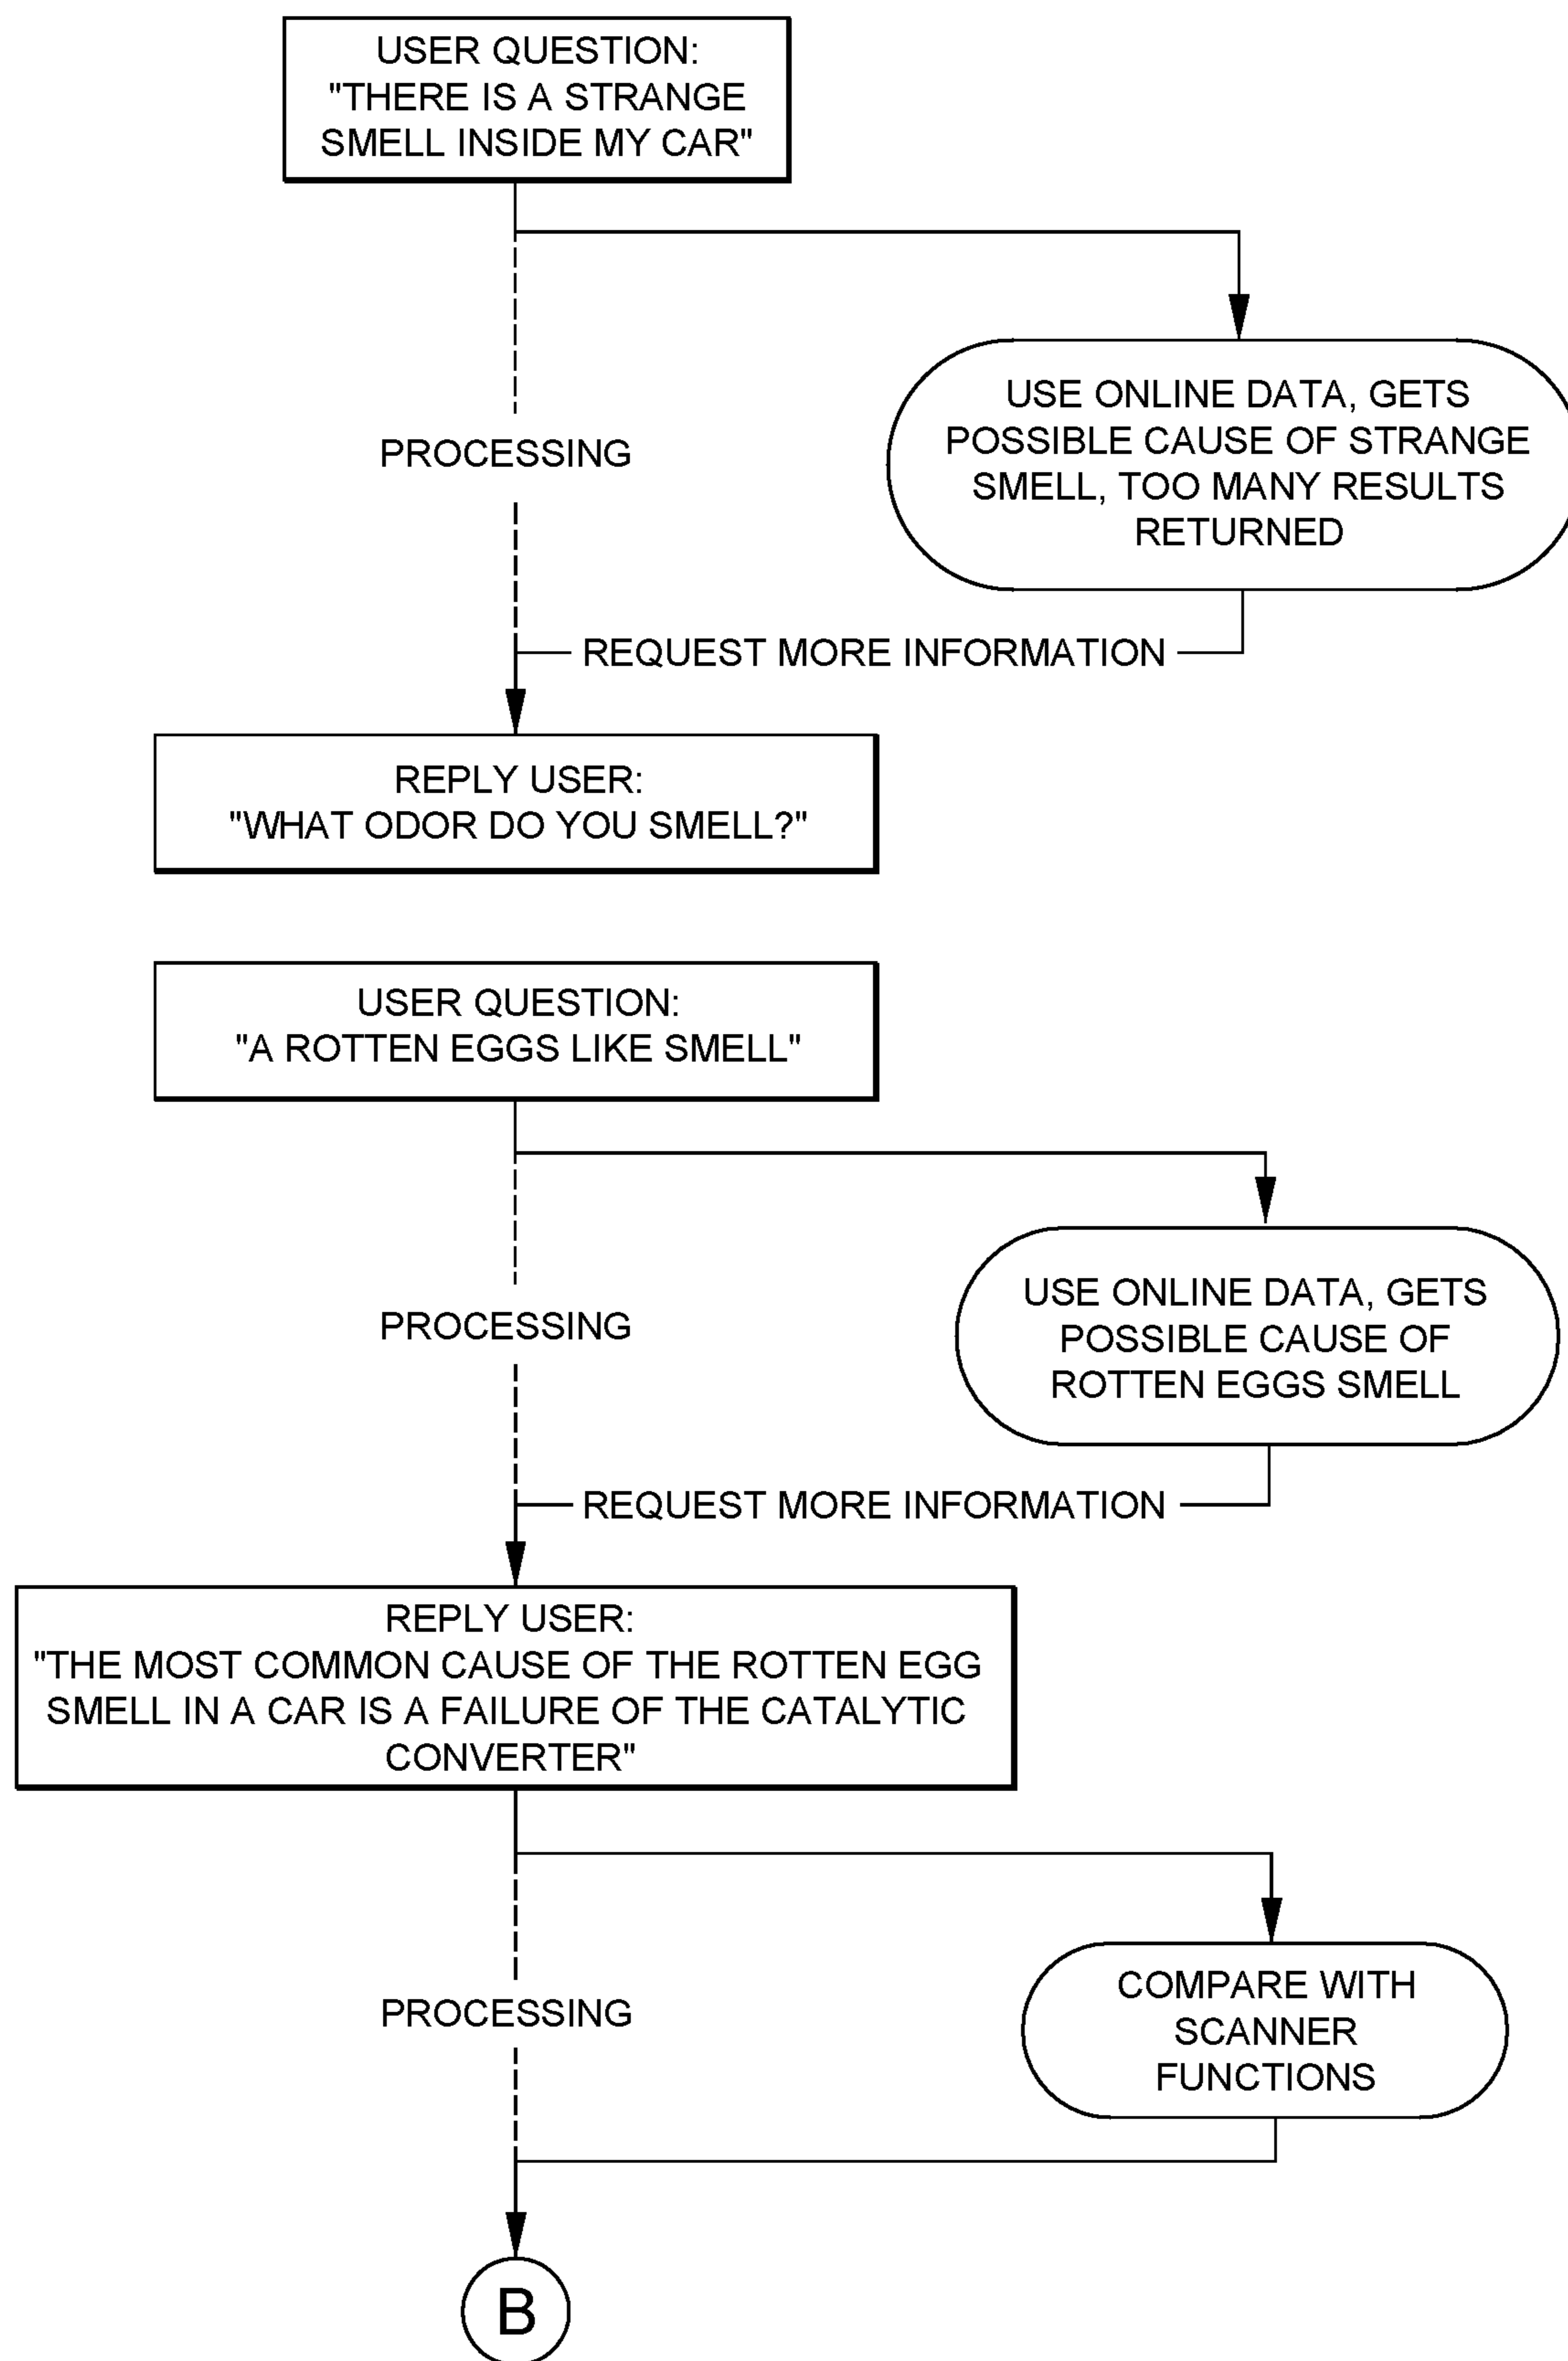 USER QUESTION:
"THERE IS A STRANGE
SMELL INSIDE MY CAR"
USE ONLINE DATA, GETS
POSSIBLE CAUSE OF STRANGE
SMELL, TOO MANY RESULTS
RETURNED
PROCESSING
REQUEST MORE INFORMATION
REPLY USER:
"WHAT ODOR DO YOU SMELL?"
USER QUESTION:
"A ROTTEN EGGS LIKE SMELL"
USE ONLINE DATA, GETS
POSSIBLE CAUSE OF
ROTTEN EGGS SMELL
PROCESSING
REQUEST MORE INFORMATION
REPLY USER:
"THE MOST COMMON CAUSE OF THE ROTTEN EGG
SMELL IN A CAR IS A FAILURE OF THE CATALYTIC
CONVERTER"
COMPARE WITH
SCANNER
FUNCTIONS
PROCESSING
B